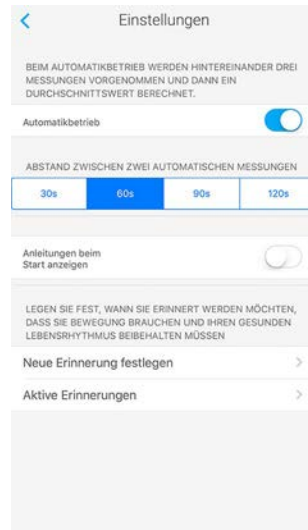 Einstellungen
BEIM AUTOMATIKBETRIEB WERDEN HINTEREINANDER DREI
MESSUNGEN VORGENOMMEN UND DANN EIN
DURCHSCHNITTSWERT BERECHNET.
Automatikbetrieb
ABSTAND ZWISCHEN ZWEI AUTOMATISCHEN MESSUNGEN
30s 60s 90s 120s
Anleitungen beim
Start anzeigen
LEGEN SIE FEST, WANN SIE ERINNERT WERDEN MÖCHTEN,
DASS SIE BEWEGUNG BRAUCHEN UND IHREN GESUNDEN
LEBENSRHYTHMUS BEIBEHALTEN MÜSSEN
Neue Erinnerung festlegen
Aktive Erinnerungen